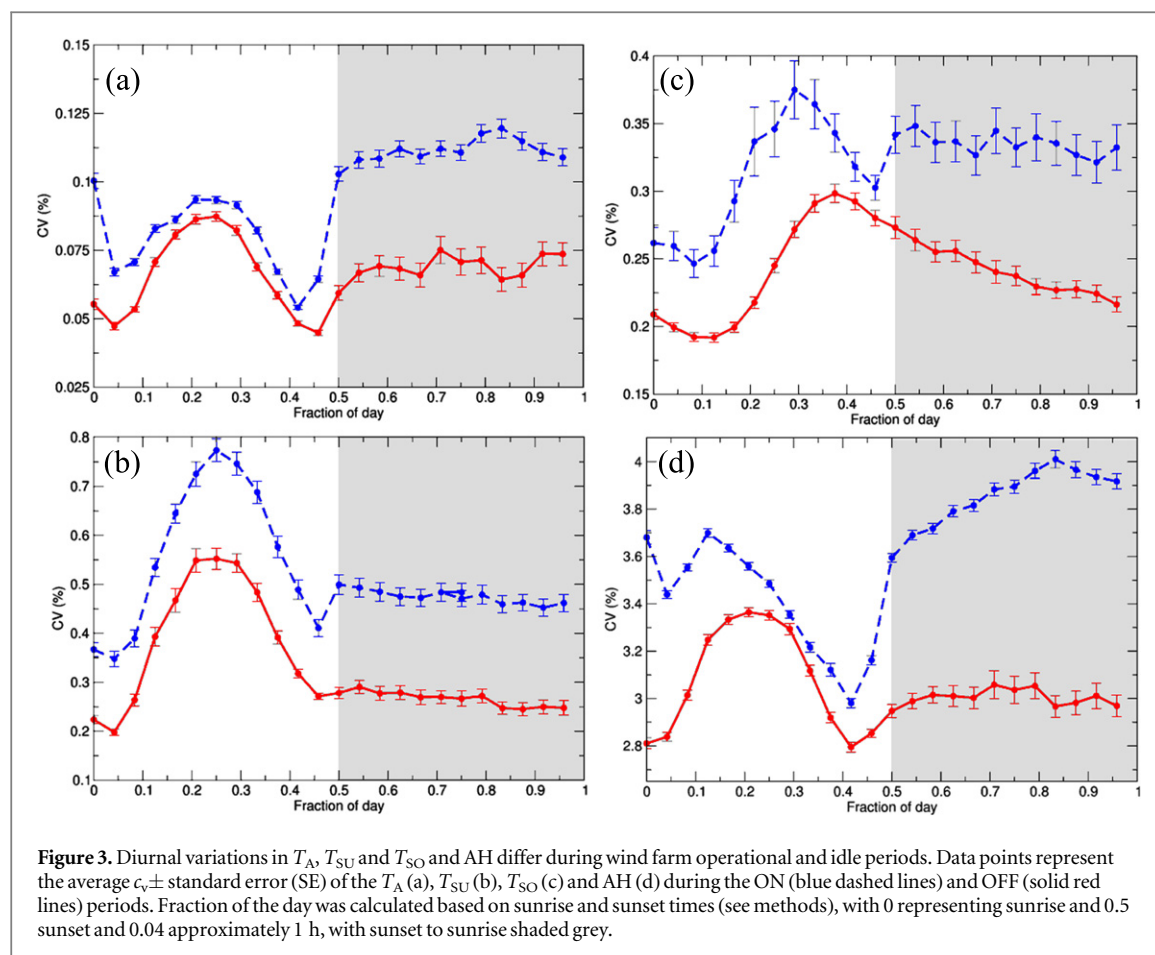 (a)
0.15
0.125
0.1
0.075
0.05
0.025
CV (%)
0 0.1 0.2 0.3 0.4 0.5 0.6 0.7 0.8 0.9 1
Fraction of day
(c)
0.4
0.35
0.3
0.25
0.2
0.15
CV (%)
0 0.1 0.2 0.3 0.4 0.5 0.6 0.7 0.8 0.9 1
Fraction of day
(b)
0.8
0.7
0.6
0.5
0.4
0.3
0.2
0.1
CV (%)
0 0.1 0.2 0.3 0.4 0.5 0.6 0.7 0.8 0.9 1
Fraction of day
(d)
4
3.6
3.4
3.2
3
2.8
CV (%)
0 0.1 0.2 0.3 0.4 0.5 0.6 0.7 0.8 0.9 1
Fraction of day
Figure 3. Diurnal variations in T_A, T_SU and T_SO and AH differ during wind farm operational and idle periods. Data points represent
the average c_v± standard error (SE) of the T_A (a), T_SU (b), T_SO (c) and AH (d) during the ON (blue dashed lines) and OFF (solid red
lines) periods. Fraction of the day was calculated based on sunrise and sunset times (see methods), with 0 representing sunrise and 0.5
sunset and 0.04 approximately 1 h, with sunset to sunrise shaded grey.